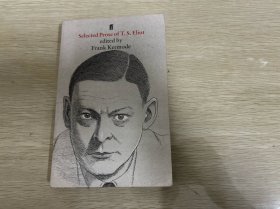 Selected Prose of T. S. Eliot
edited by
Frank Kermode